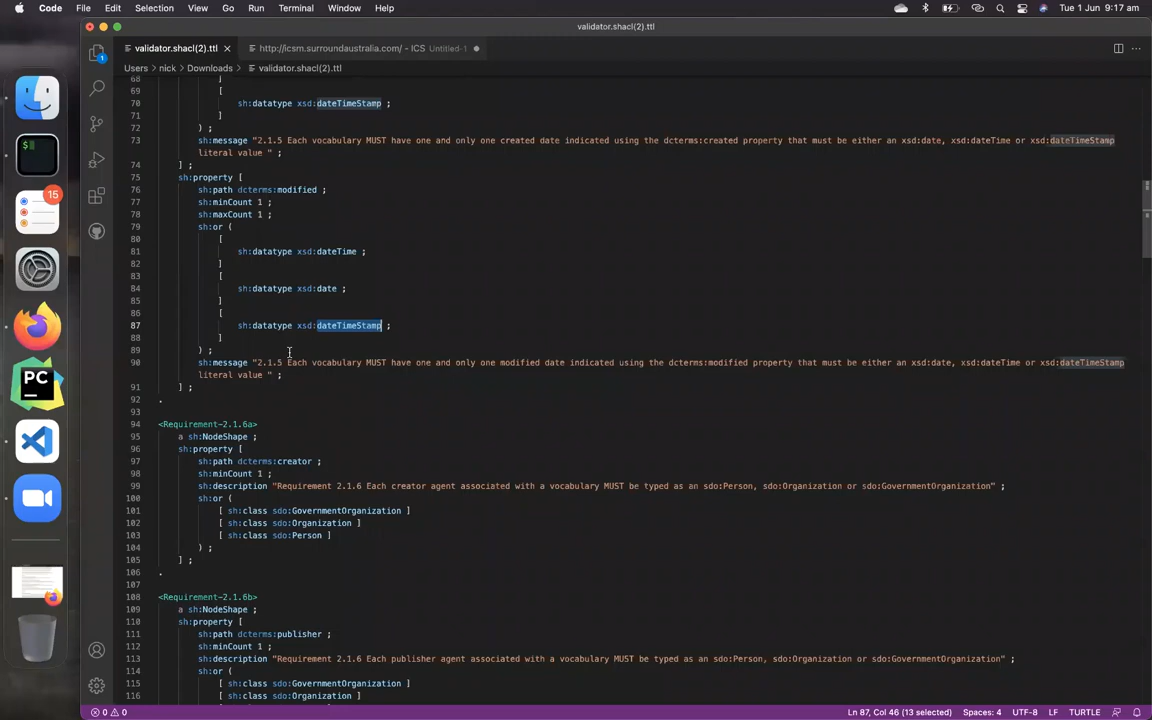 Code File Edit Selection View Go Run Terminal Window Help Tue 1 Jun 9:17 am
validator.shacl(2).ttl
validator.shacl(2).ttl http://icsm.surroundaustralia.com/ - ICS Untitled-1
Users nick Downloads validator.shacl(2).ttl
68 ]
69 [
70 sh:datatype xsd:dateTimeStamp ;
71 ]
72 ) ;
73 sh:message "2.1.5 Each vocabulary MUST have one and only one created date indicated using the dcterms:created property that must be either an xsd:date, xsd:dateTime or xsd:dateTimeStamp
literal value " ;
74 ] ;
75 sh:property [
76 sh:path dcterms:modified ;
77 sh:minCount 1 ;
78 sh:maxCount 1 ;
79 sh:or (
80 [
81 sh:datatype xsd:dateTime ;
82 ]
83 [
84 sh:datatype xsd:date ;
85 ]
86 [
87 sh:datatype xsd:dateTimeStamp ;
88 ]
89 ) ;
90 sh:message "2.1.5 Each vocabulary MUST have one and only one modified date indicated using the dcterms:modified property that must be either an xsd:date, xsd:dateTime or xsd:dateTimeStamp
literal value " ;
91 ] ;
92 .
93
94 <Requirement-2.1.6a>
95 a sh:NodeShape ;
96 sh:property [
97 sh:path dcterms:creator ;
98 sh:minCount 1 ;
99 sh:description "Requirement 2.1.6 Each creator agent associated with a vocabulary MUST be typed as an sdo:Person, sdo:Organization or sdo:GovernmentOrganization" ;
100 sh:or (
101 [ sh:class sdo:GovernmentOrganization ]
102 [ sh:class sdo:Organization ]
103 [ sh:class sdo:Person ]
104 ) ;
105 ] ;
106 .
107
108 <Requirement-2.1.6b>
109 a sh:NodeShape ;
110 sh:property [
111 sh:path dcterms:publisher ;
112 sh:minCount 1 ;
113 sh:description "Requirement 2.1.6 Each publisher agent associated with a vocabulary MUST be typed as an sdo:Person, sdo:Organization or sdo:GovernmentOrganization" ;
114 sh:or (
115 [ sh:class sdo:GovernmentOrganization ]
116 [ sh:class sdo:Organization ]
1
$
15
PC
0 0 Ln 87, Col 46 (13 selected) Spaces: 4 UTF-8 LF TURTLE